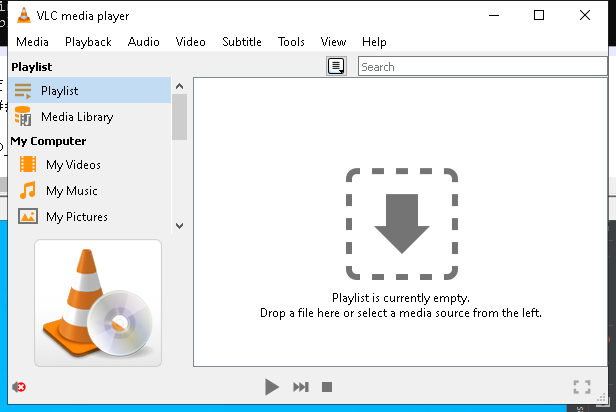 VLC media player
Media Playback Audio Video Subtitle Tools View Help
Playlist
Search
Playlist
Media Library
My Computer
My Videos
My Music
My Pictures
Playlist is currently empty.
Drop a file here or select a media source from the left.